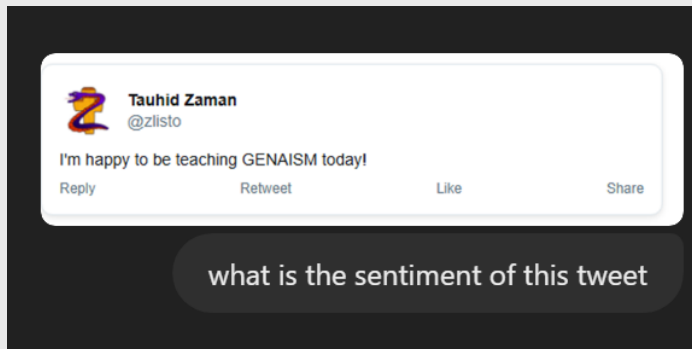 Tauhid Zaman
@zlisto
I'm happy to be teaching GENAISM today!
Reply Retweet Like Share
what is the sentiment of this tweet